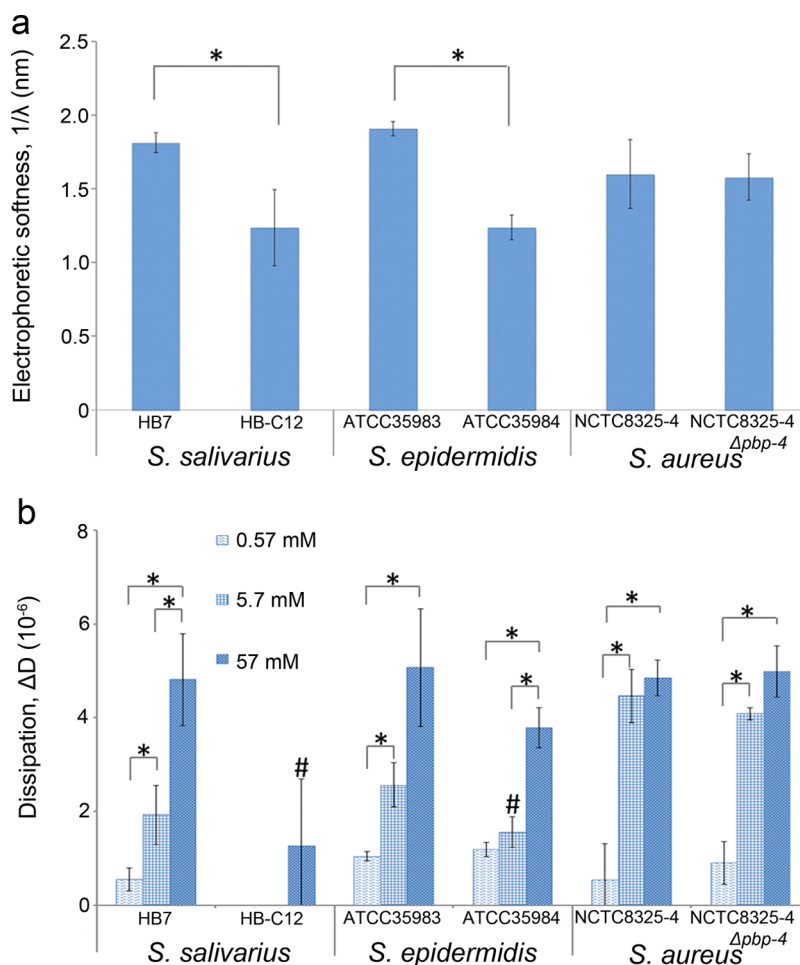 a
Electrophoretic softness, 1/λ (nm)
2.5
2.0
1.5
1.0
0.5
0
*
*
HB7 HB-C12 ATCC35983 ATCC35984 NCTC8325-4 NCTC8325-4
Δpbp-4
S. salivarius S. epidermidis S. aureus
b
Dissipation, ΔD (10⁻⁶)
8
6
4
2
0
0.57 mM
5.7 mM
57 mM
* * *
#
* *
* * #
* *
* *
HB7 HB-C12 ATCC35983 ATCC35984 NCTC8325-4 NCTC8325-4
Δpbp-4
S. salivarius S. epidermidis S. aureus